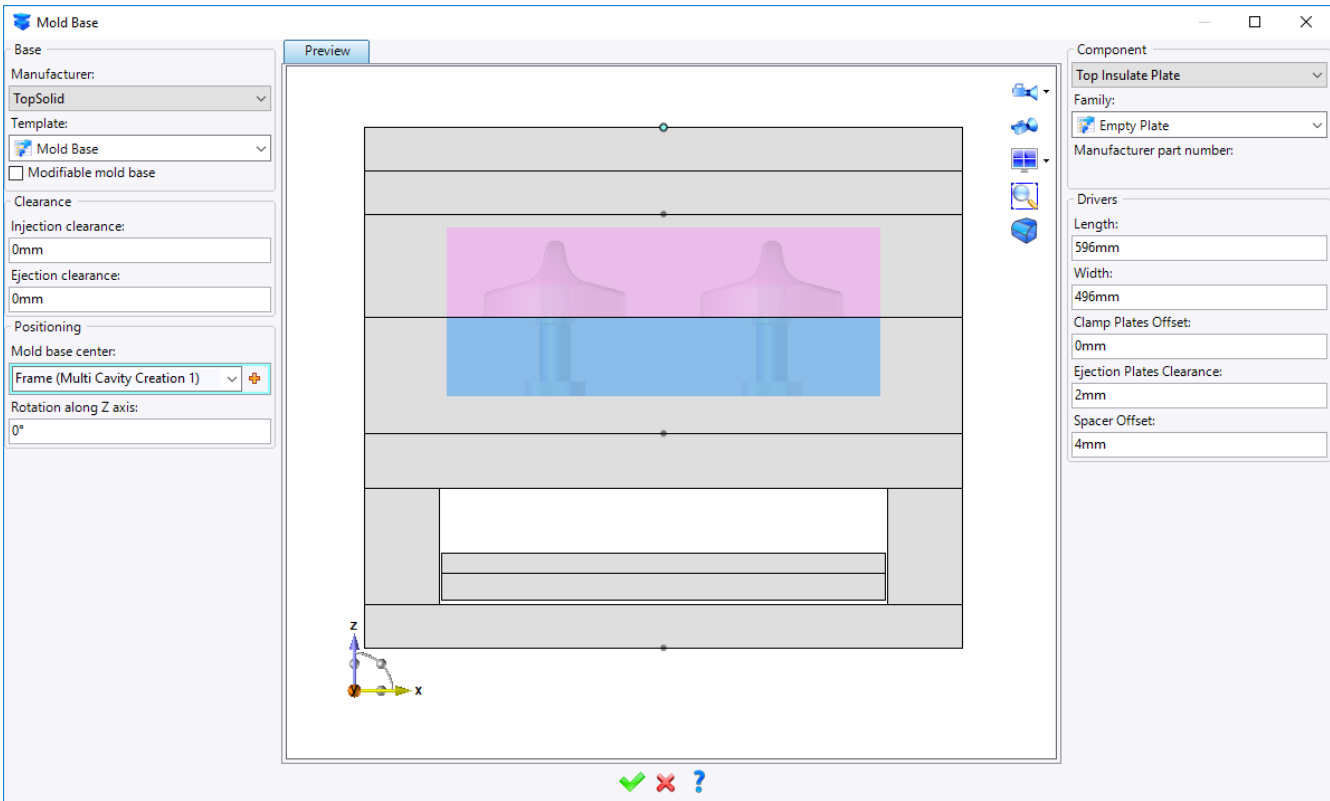 Mold Base
Base
Manufacturer:
TopSolid
Template:
Mold Base
Modifiable mold base
Clearance
Injection clearance:
0mm
Ejection clearance:
0mm
Positioning
Mold base center:
Frame (Multi Cavity Creation 1)
Rotation along Z axis:
0°
Preview
z
y
x
Component
Top Insulate Plate
Family:
Empty Plate
Manufacturer part number:
Drivers
Length:
596mm
Width:
496mm
Clamp Plates Offset:
0mm
Ejection Plates Clearance:
2mm
Spacer Offset:
4mm
?